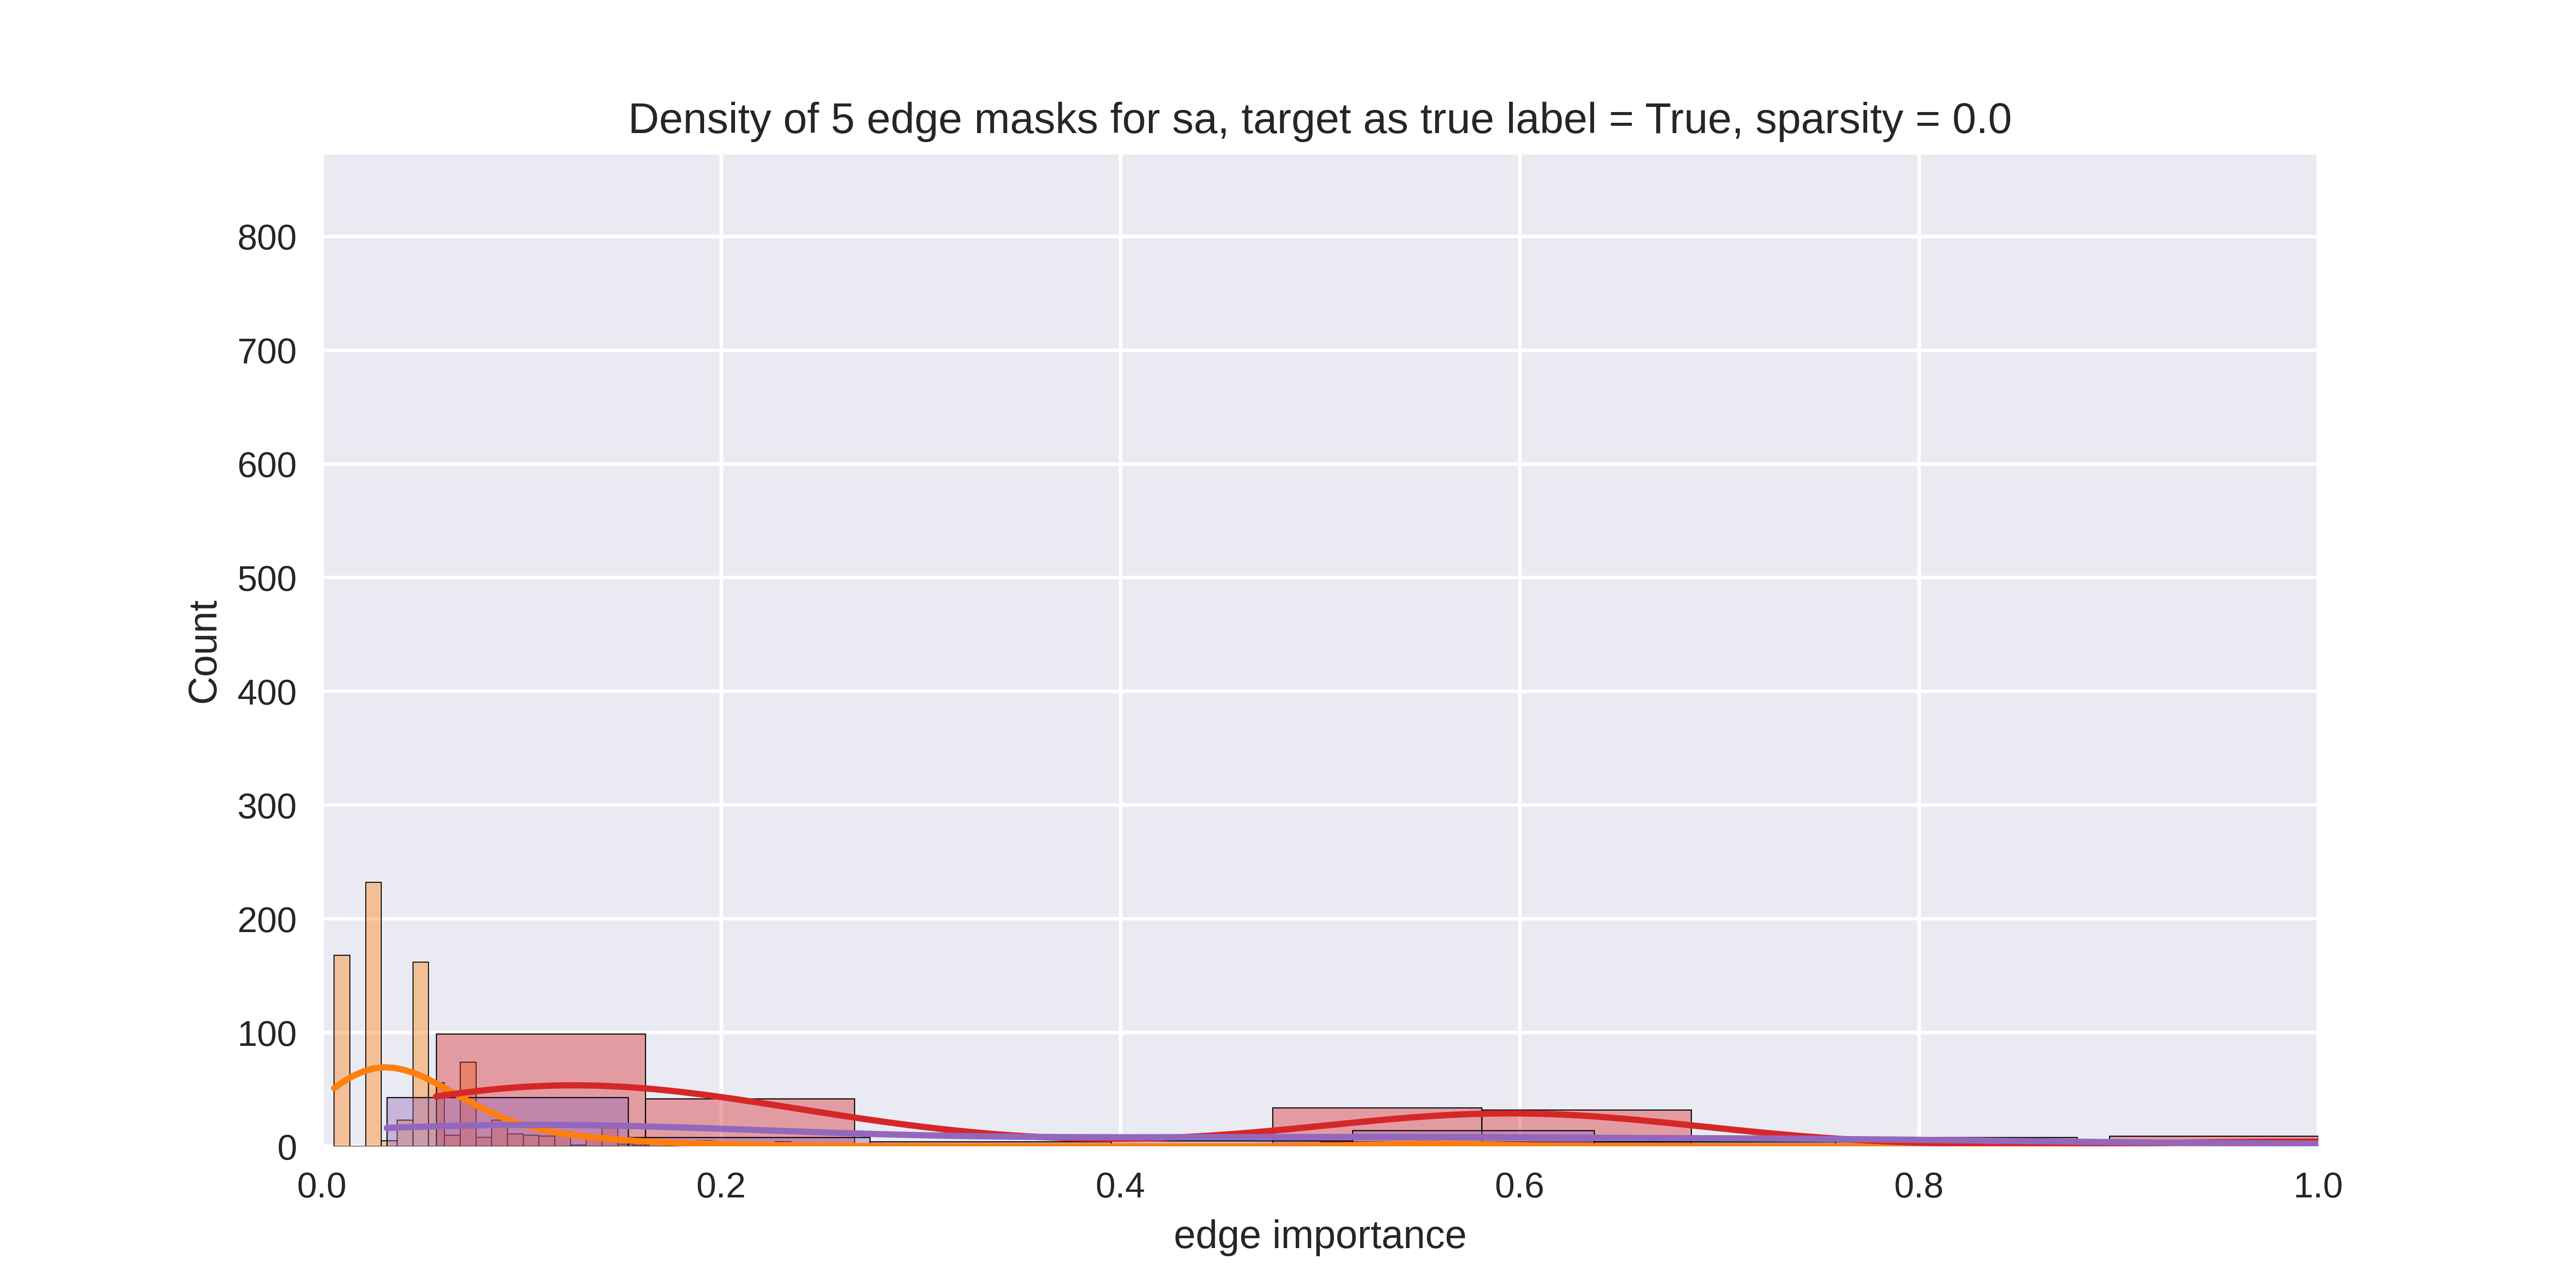 Density of 5 edge masks for sa, target as true label = True, sparsity = 0.0
800
700
600
500
400
300
200
100
0
Count
0.0 0.2 0.4 0.6 0.8 1.0
edge importance